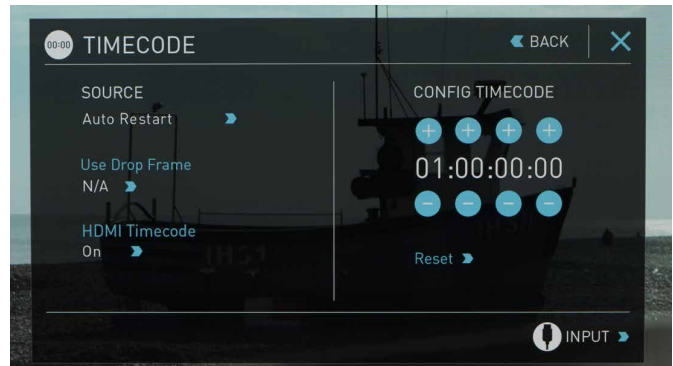 00:00 TIMECODE
BACK
SOURCE
Auto Restart
Use Drop Frame
N/A
HDMI Timecode
On
CONFIG TIMECODE
01:00:00:00
Reset
INPUT